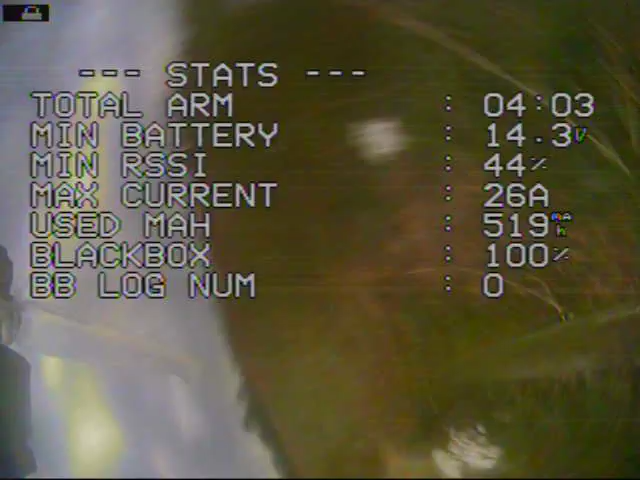 --- STATS ---
TOTAL ARM : 04:03
MIN BATTERY : 14.3V
MIN RSSI : 44%
MAX CURRENT : 26A
USED MAH : 519mAh
BLACKBOX : 100%
BB LOG NUM : 0